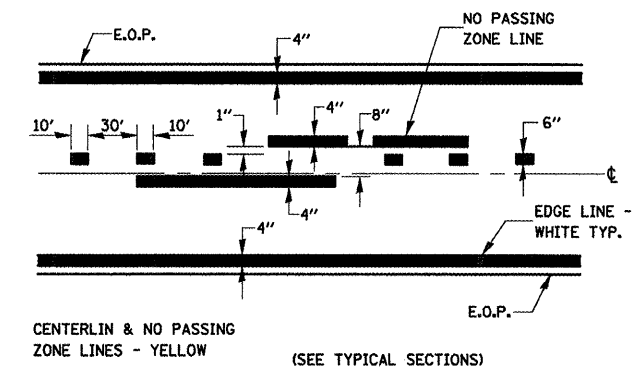 NO PASSING
ZONE LINE
E.O.P.
4"
10'
30'
10'
1"
4"
8"
6"
℄
4"
EDGE LINE -
WHITE TYP.
4"
E.O.P.
CENTERLIN & NO PASSING
ZONE LINES - YELLOW
(SEE TYPICAL SECTIONS)